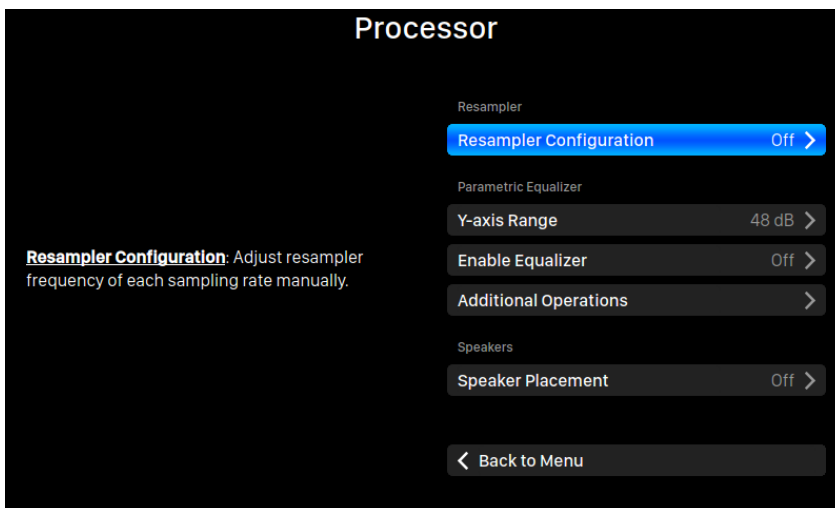 Processor
Resampler
Resampler Configuration Off
Parametric Equalizer
Y-axis Range 48 dB
Enable Equalizer Off
Additional Operations
Speakers
Speaker Placement Off
Back to Menu
Resampler Configuration: Adjust resampler
frequency of each sampling rate manually.